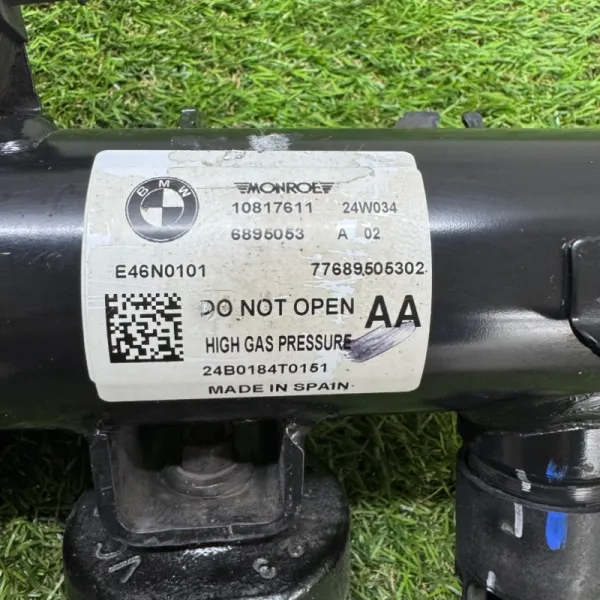 BMW
MONROE
10817611 24W034
6895053 A 02
E46N0101 77689505302
DO NOT OPEN AA
HIGH GAS PRESSURE
24B0184T0151
MADE IN SPAIN